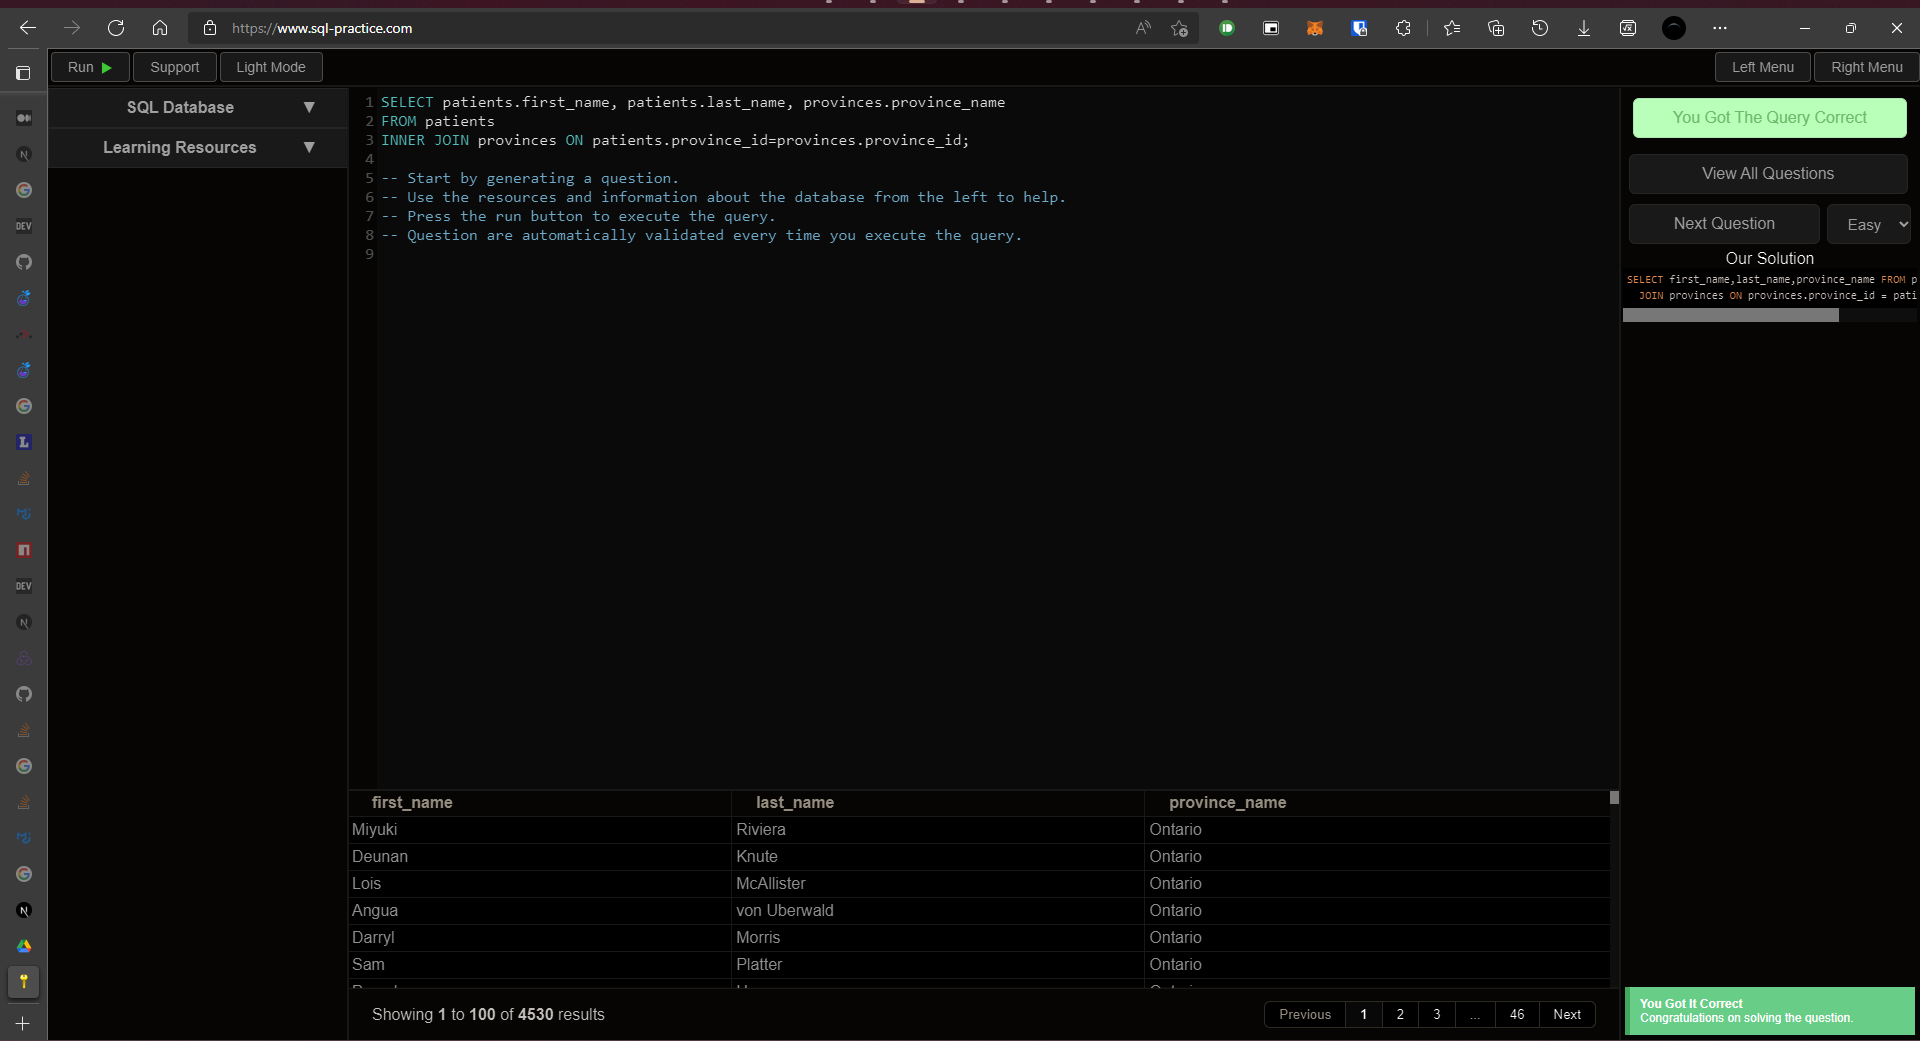 https://www.sql-practice.com
Run
Support
Light Mode
Left Menu
Right Menu
SQL Database ▼
Learning Resources ▼
1 SELECT patients.first_name, patients.last_name, provinces.province_name
2 FROM patients
3 INNER JOIN provinces ON patients.province_id=provinces.province_id;
4
5 -- Start by generating a question.
6 -- Use the resources and information about the database from the left to help.
7 -- Press the run button to execute the query.
8 -- Question are automatically validated every time you execute the query.
9
You Got The Query Correct
View All Questions
Next Question
Easy
Our Solution
SELECT first_name,last_name,province_name FROM p
JOIN provinces ON provinces.province_id = pati
first_name last_name province_name
Miyuki Riviera Ontario
Deunan Knute Ontario
Lois McAllister Ontario
Angua von Uberwald Ontario
Darryl Morris Ontario
Sam Platter Ontario
Showing 1 to 100 of 4530 results
Previous 1 2 3 ... 46 Next
You Got It Correct
Congratulations on solving the question.
DEV
DEV